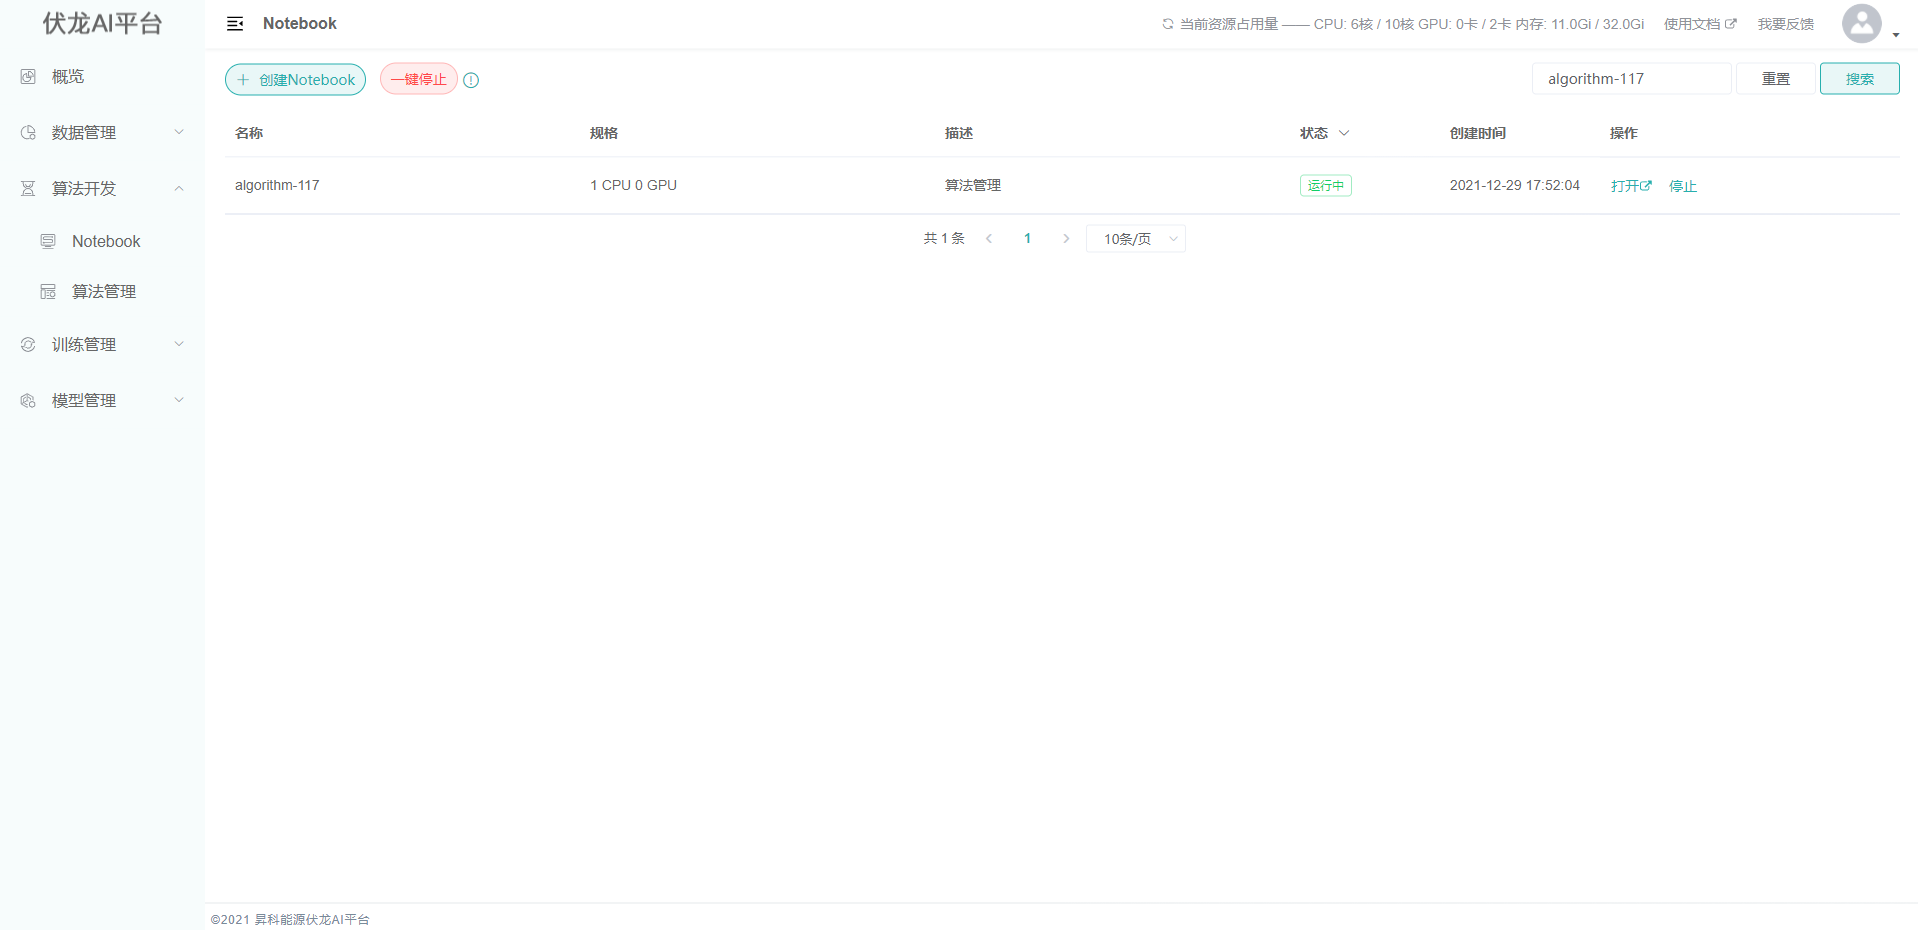 伏龙AI平台
Notebook
当前资源占用量 —— CPU: 6核 / 10核 GPU: 0卡 / 2卡 内存: 11.0Gi / 32.0Gi
使用文档
我要反馈
概览
数据管理
算法开发
Notebook
算法管理
训练管理
模型管理
创建Notebook
一键停止
algorithm-117
重置
搜索
名称 规格 描述 状态 创建时间 操作
algorithm-117 1 CPU 0 GPU 算法管理 运行中 2021-12-29 17:52:04 打开 停止
共 1 条 1 10条/页
©2021 昇科能源伏龙AI平台